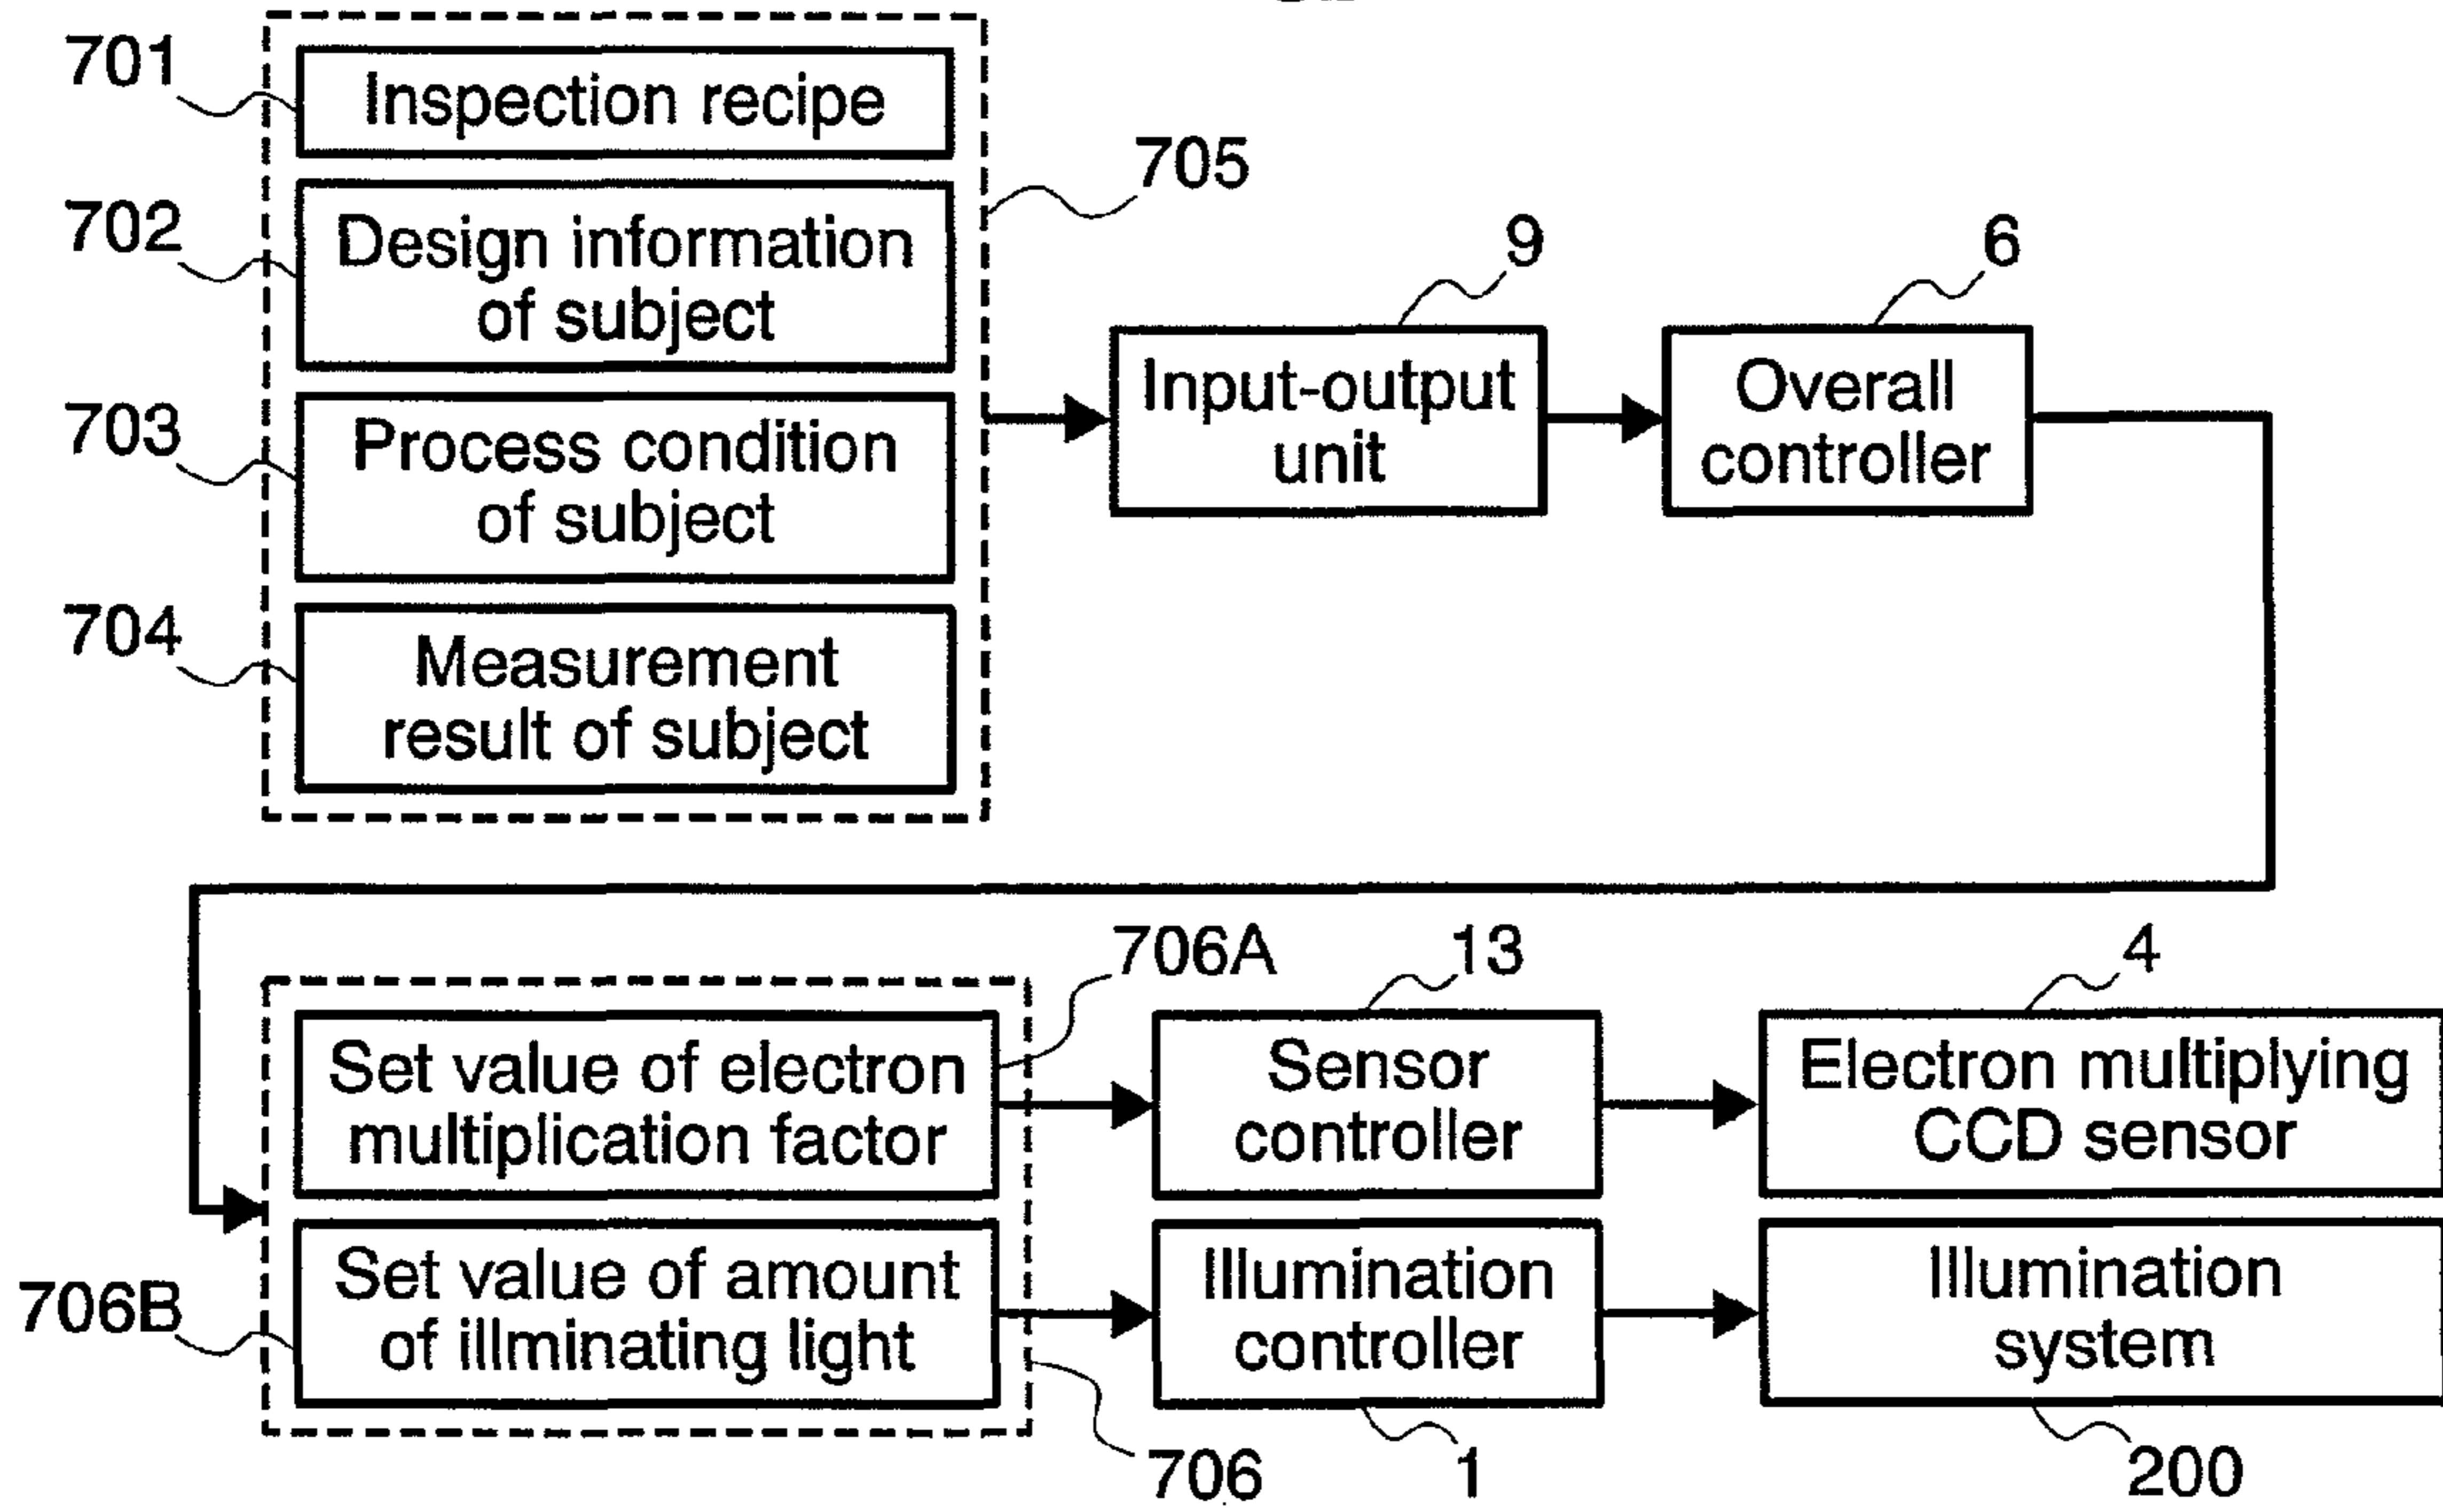 701
Inspection recipe
705
702
Design information
of subject
9
6
703
Process condition
of subject
Input-output
unit
Overall
controller
704
Measurement
result of subject
706A
13
4
Set value of electron
multiplication factor
Sensor
controller
Electron multiplying
CCD sensor
706B
Set value of amount
of illminating light
Illumination
controller
Illumination
system
706
1
200